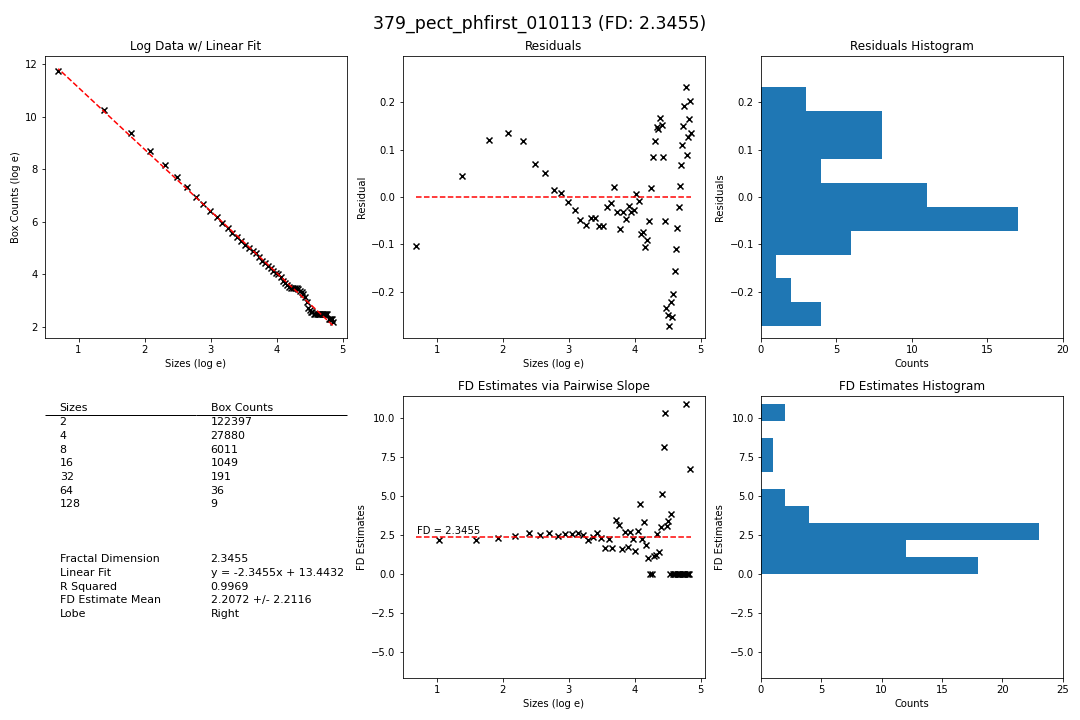 379_pect_phfirst_010113 (FD: 2.3455)
Log Data w/ Linear Fit
12
10
8
6
4
2
Box Counts (log e)
1 2 3 4 5
Sizes (log e)
Residuals
0.2
0.1
0.0
−0.1
−0.2
Residual
1 2 3 4 5
Sizes (log e)
Residuals Histogram
0.2
0.1
0.0
−0.1
−0.2
Residuals
0 5 10 15 20
Counts
Sizes Box Counts
2 122397
4 27880
8 6011
16 1049
32 191
64 36
128 9
Fractal Dimension 2.3455
Linear Fit y = -2.3455x + 13.4432
R Squared 0.9969
FD Estimate Mean 2.2072 +/- 2.2116
Lobe Right
FD Estimates via Pairwise Slope
10.0
7.5
5.0
2.5
0.0
−2.5
−5.0
FD Estimates
FD = 2.3455
1 2 3 4 5
Sizes (log e)
FD Estimates Histogram
10.0
7.5
5.0
2.5
0.0
−2.5
−5.0
FD Estimates
0 5 10 15 20 25
Counts